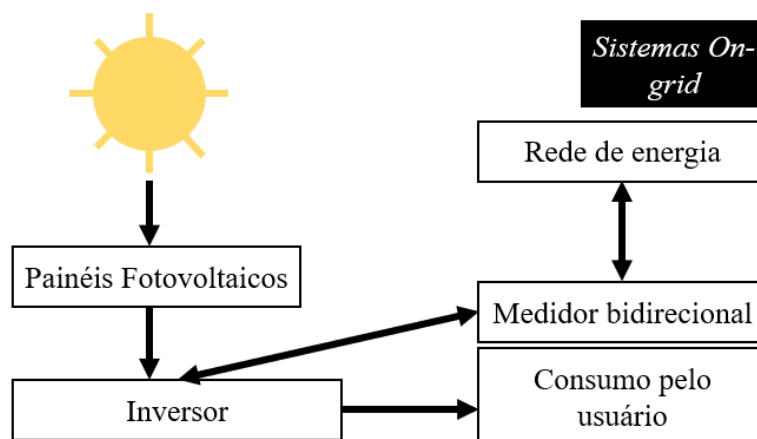 Sistemas On-
grid
Rede de energia
Painéis Fotovoltaicos
Medidor bidirecional
Inversor
Consumo pelo
usuário